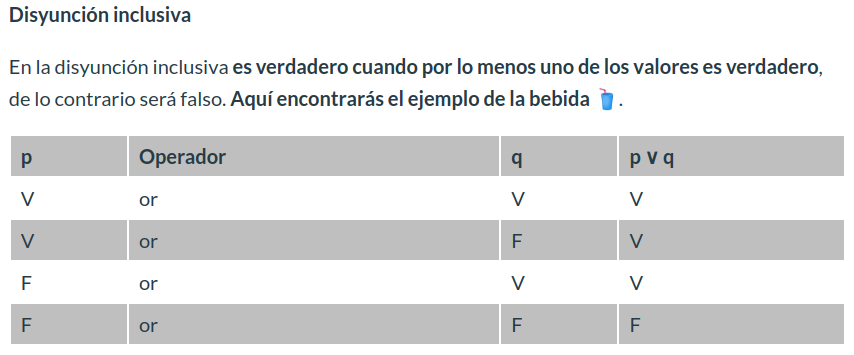 Disyunción inclusiva
En la disyunción inclusiva es verdadero cuando por lo menos uno de los valores es verdadero,
de lo contrario será falso. Aquí encontrarás el ejemplo de la bebida 🥤.
p Operador q p ∨ q
V or V V
V or F V
F or V V
F or F F